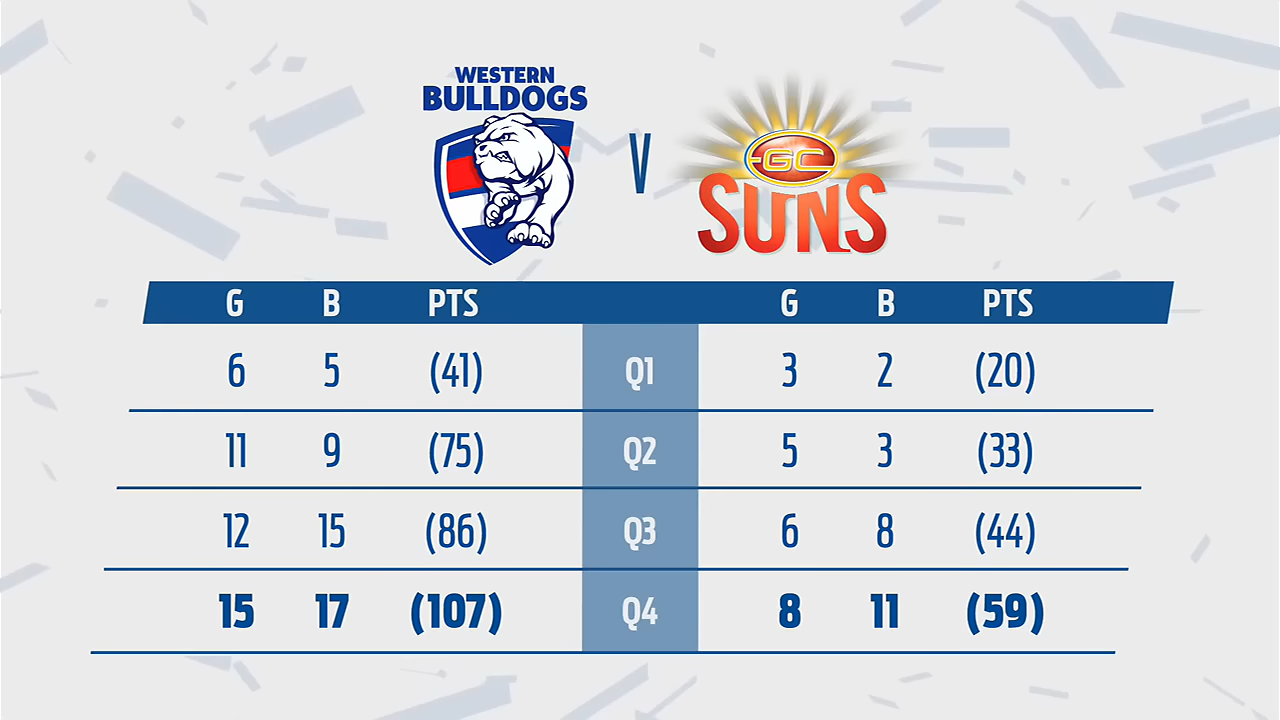 WESTERN
BULLDOGS
V
GC
SUNS
G B PTS G B PTS
6 5 (41) Q1 3 2 (20)
11 9 (75) Q2 5 3 (33)
12 15 (86) Q3 6 8 (44)
15 17 (107) Q4 8 11 (59)